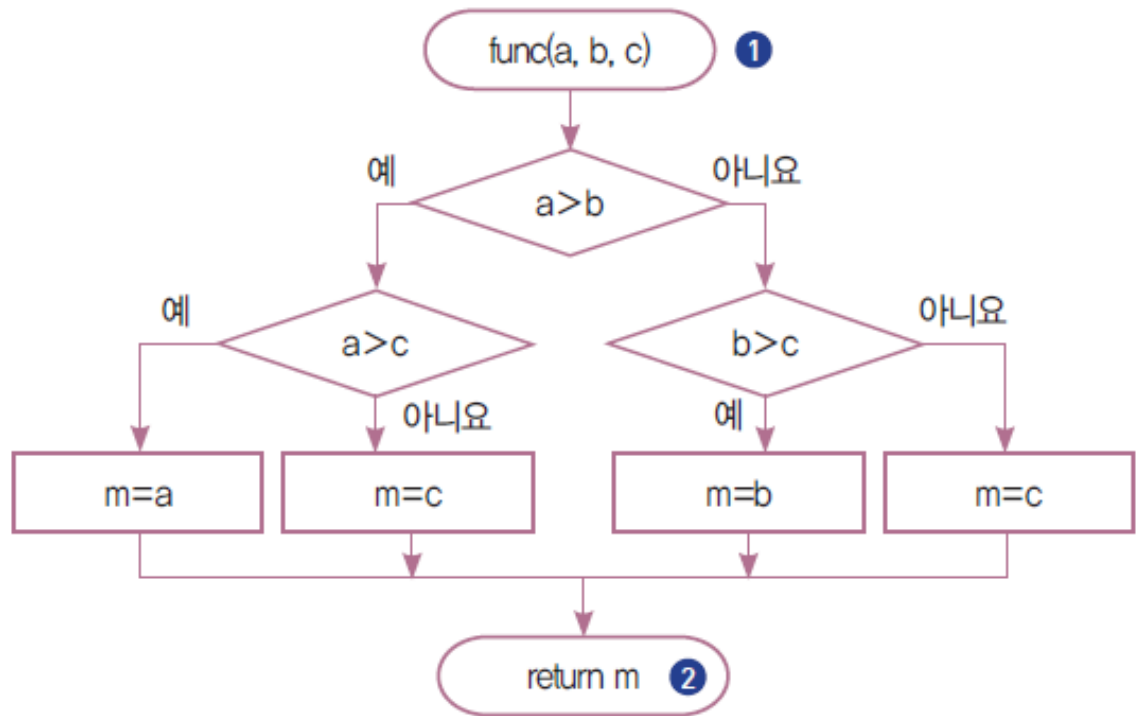 func(a, b, c) 1
예 아니요
a>b
예 아니요
a>c b>c
아니요 예
m=a m=c m=b m=c
return m 2